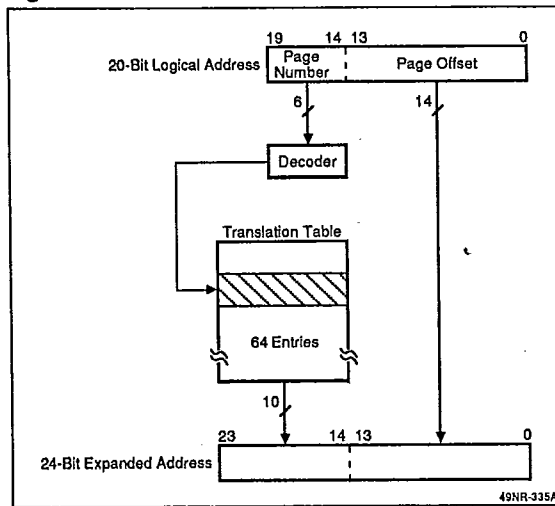 19 14 13 0
20-Bit Logical Address
Page Number
Page Offset
6
14
Decoder
Translation Table
64 Entries
10
23 14 13 0
24-Bit Expanded Address
49NR-335A